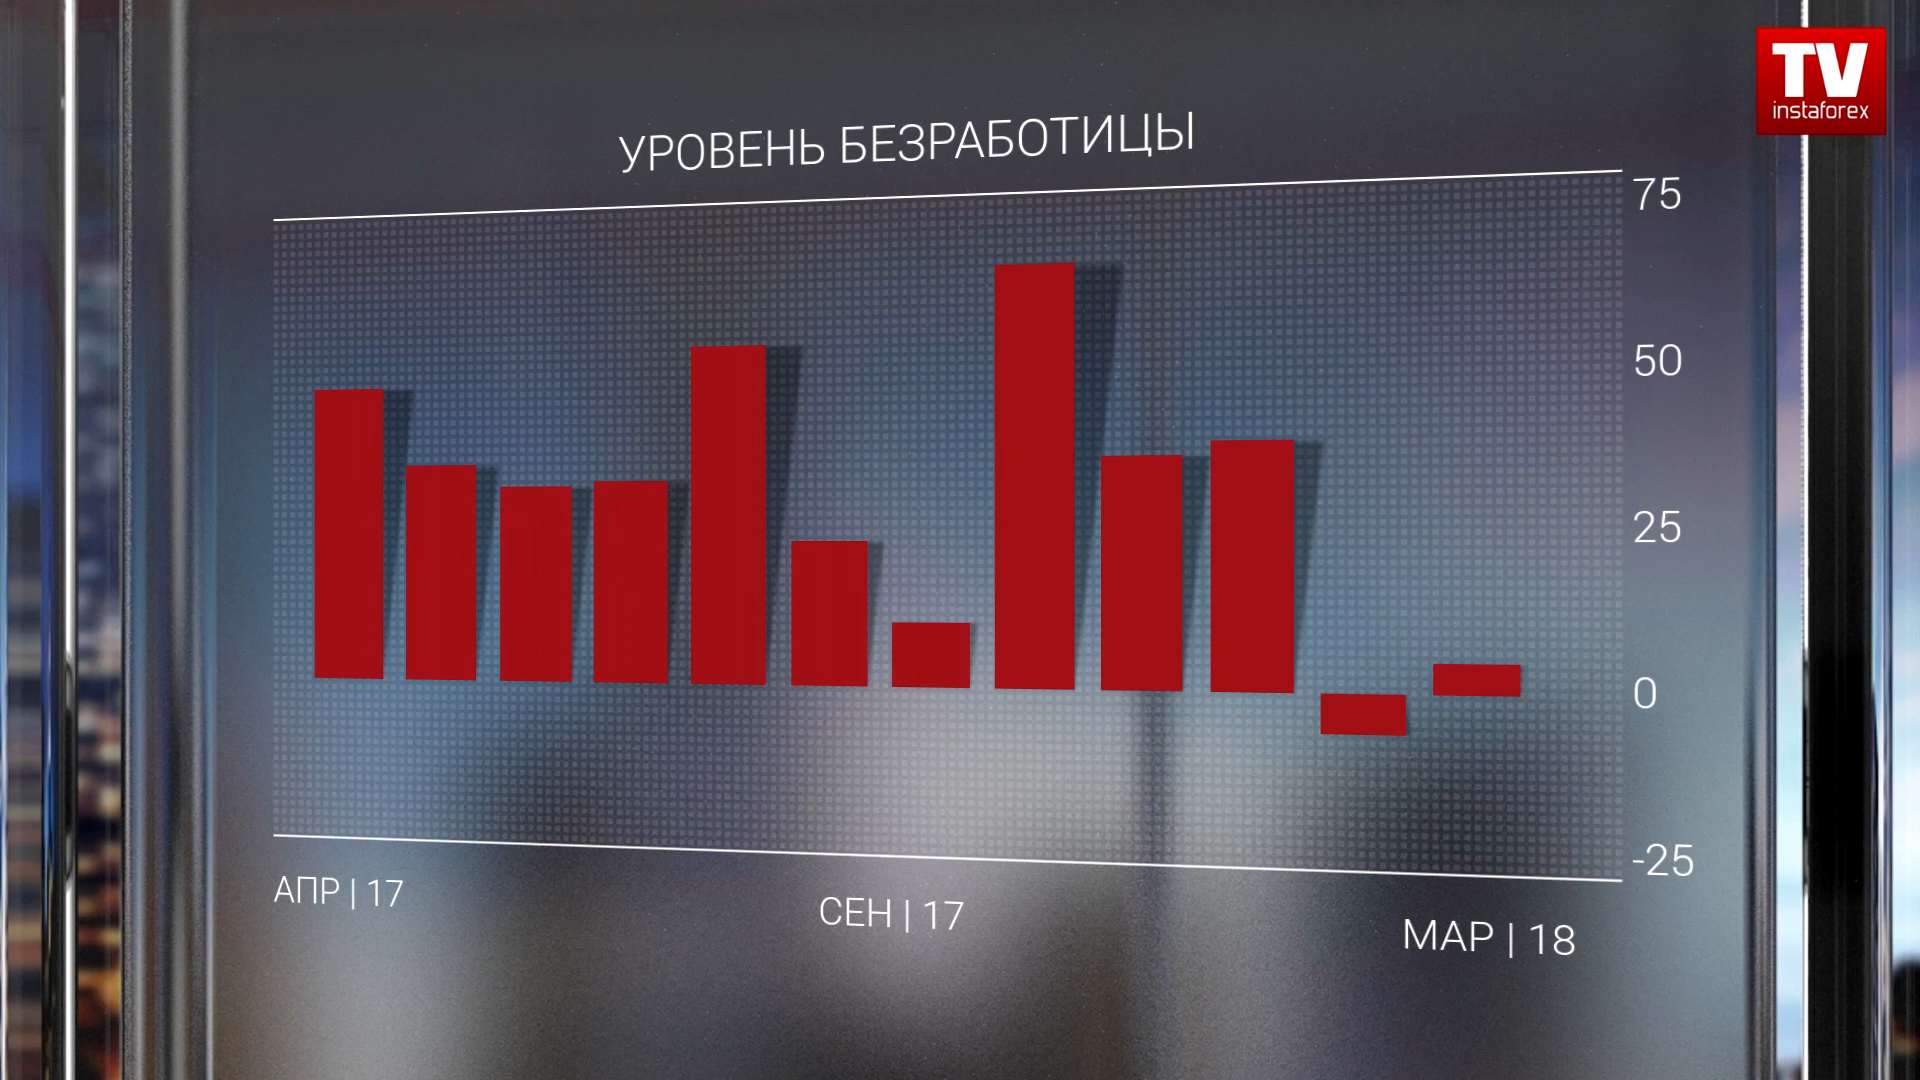 TV
instaforex
УРОВЕНЬ БЕЗРАБОТИЦЫ
75
50
25
0
-25
АПР | 17
СЕН | 17
МАР | 18